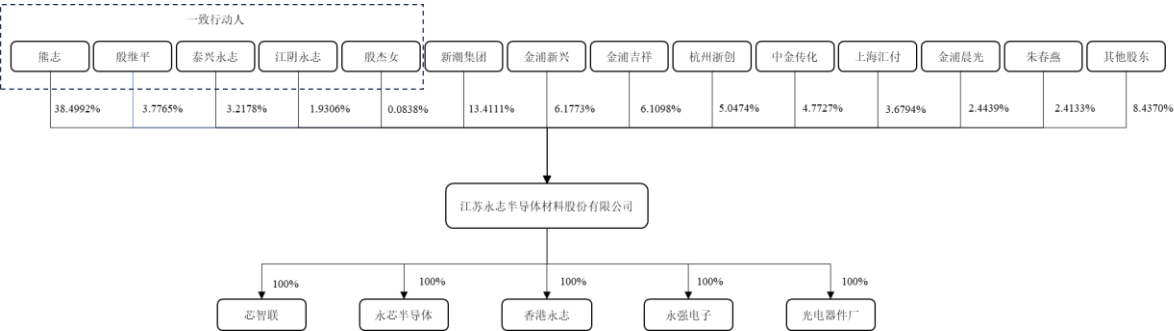 一致行动人
熊志 殷继平 泰兴永志 江阴永志 殷杰女 新潮集团 金浦新兴 金浦吉祥 杭州浙创 中金传化 上海汇付 金浦晨光 朱春燕 其他股东
38.4992% 3.7765% 3.2178% 1.9306% 0.0838% 13.4111% 6.1773% 6.1098% 5.0474% 4.7727% 3.6794% 2.4439% 2.4133% 8.4370%
江苏永志半导体材料股份有限公司
100% 100% 100% 100% 100%
芯智联 永芯半导体 香港永志 永强电子 光电器件厂